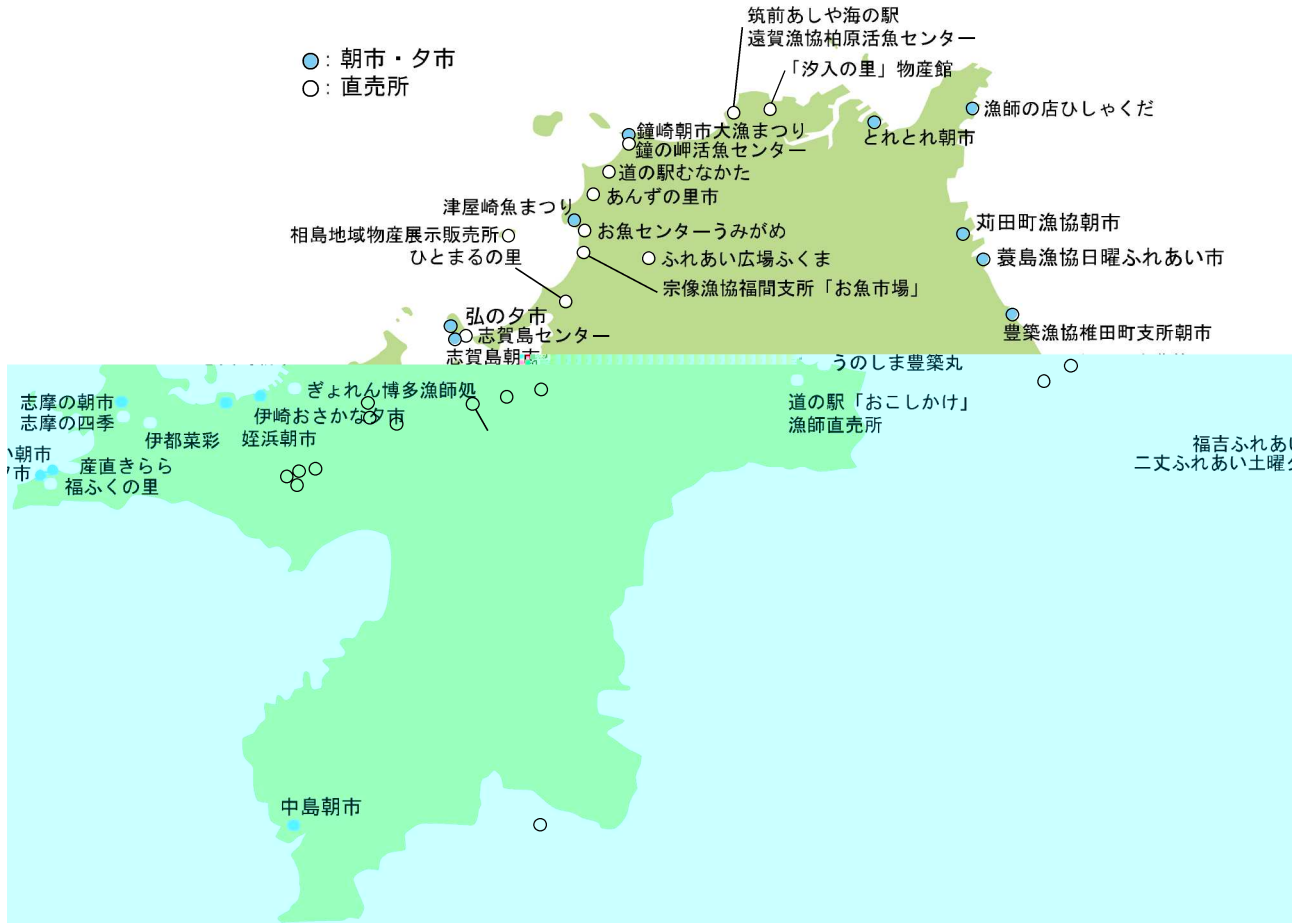 筑前あしや海の駅
遠賀漁協柏原活魚センター
：朝市・夕市
：直売所
「汐入の里」物産館
漁師の店ひしゃくだ
とれとれ朝市
鐘崎朝市大漁まつり
鐘の岬活魚センター
道の駅むなかた
あんずの里市
津屋崎魚まつり
お魚センターうみがめ
相島地域物産展示販売所
ひとまるの里
ふれあい広場ふくま
宗像漁協福間支所「お魚市場」
苅田町漁協朝市
蓑島漁協日曜ふれあい市
豊築漁協椎田町支所朝市
弘の夕市
志賀島センター
志賀島朝市
うのしま豊築丸
ぎょれん博多漁師処
道の駅「おこしかけ」
漁師直売所
志摩の朝市
志摩の四季
伊崎おさかな夕市
伊都菜彩
姪浜朝市
い朝市
夕市
産直きらら
福ふくの里
福吉ふれあい
二丈ふれあい土曜夕
中島朝市